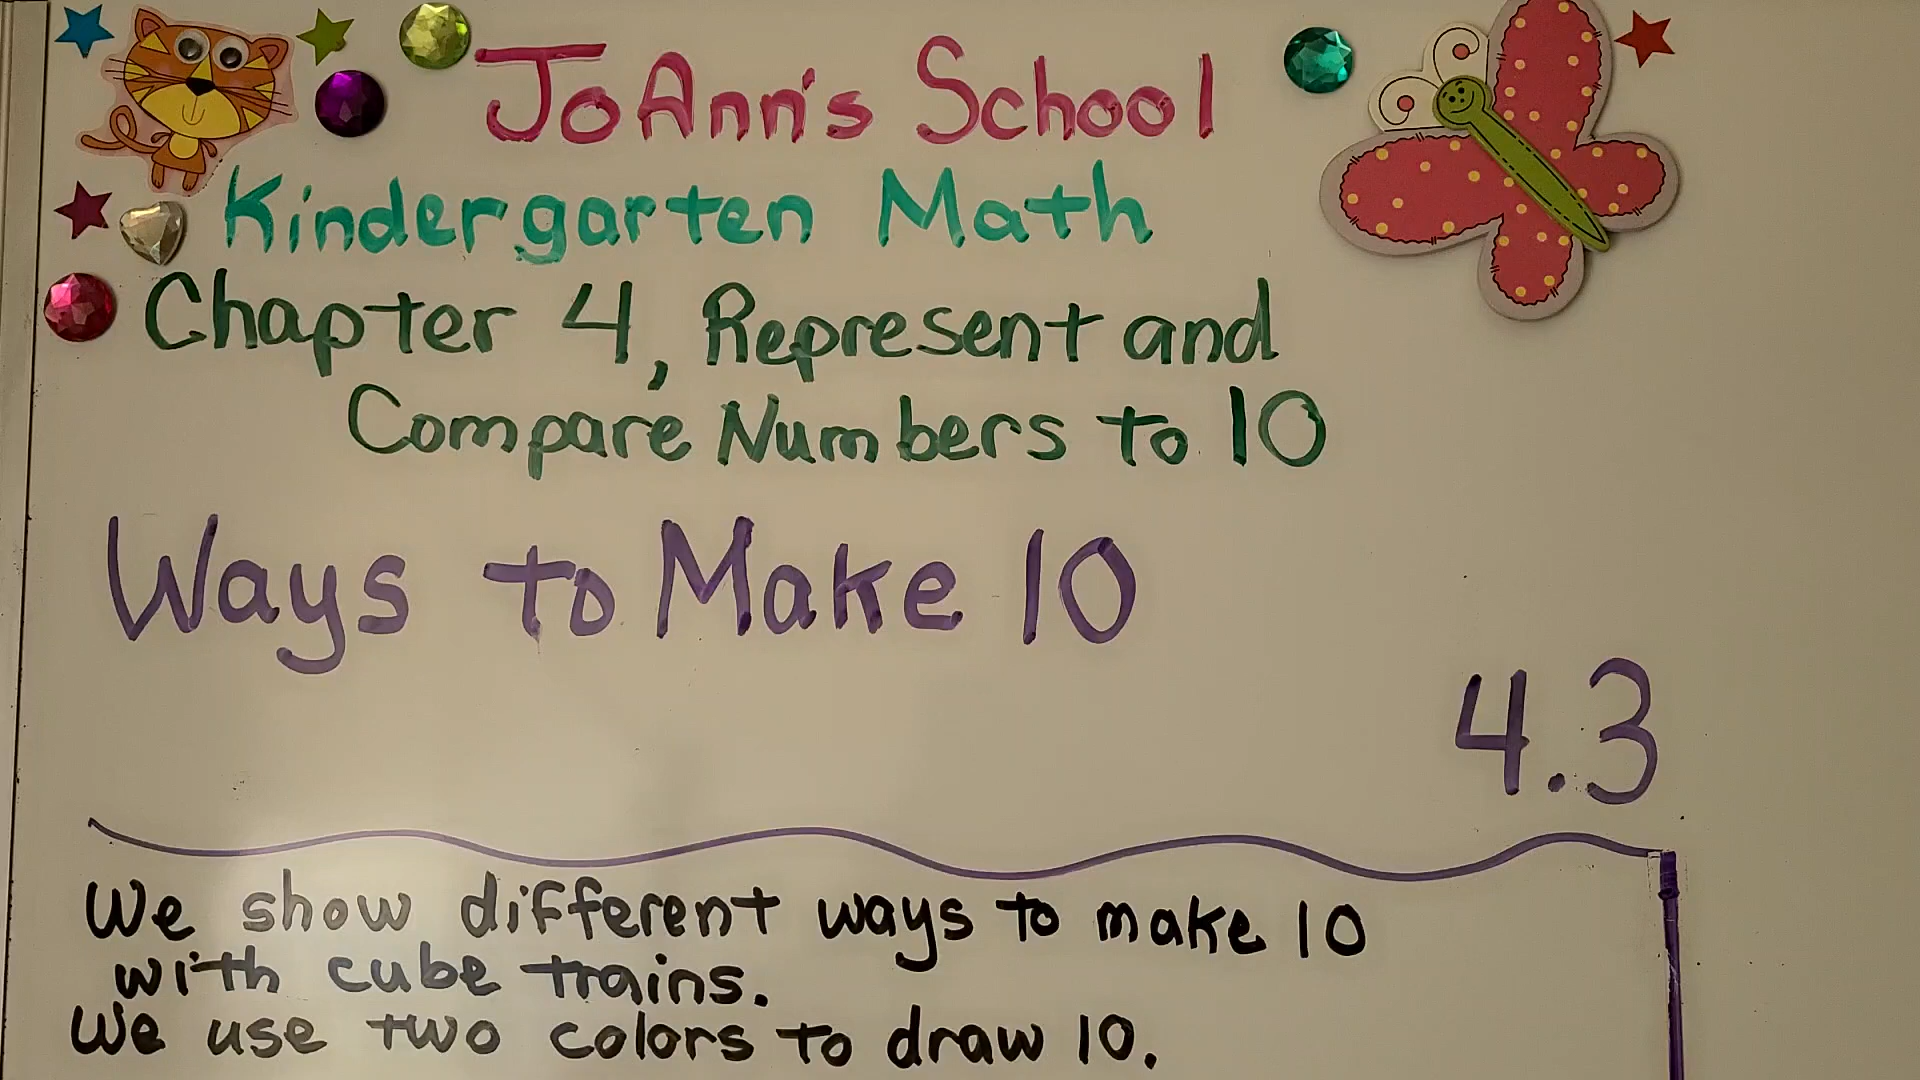 JoAnn's School
Kindergarten Math
Chapter 4, Represent and
Compare Numbers to 10
Ways to Make 10
4.3
We show different ways to make 10
with cube trains.
We use two colors to draw 10.